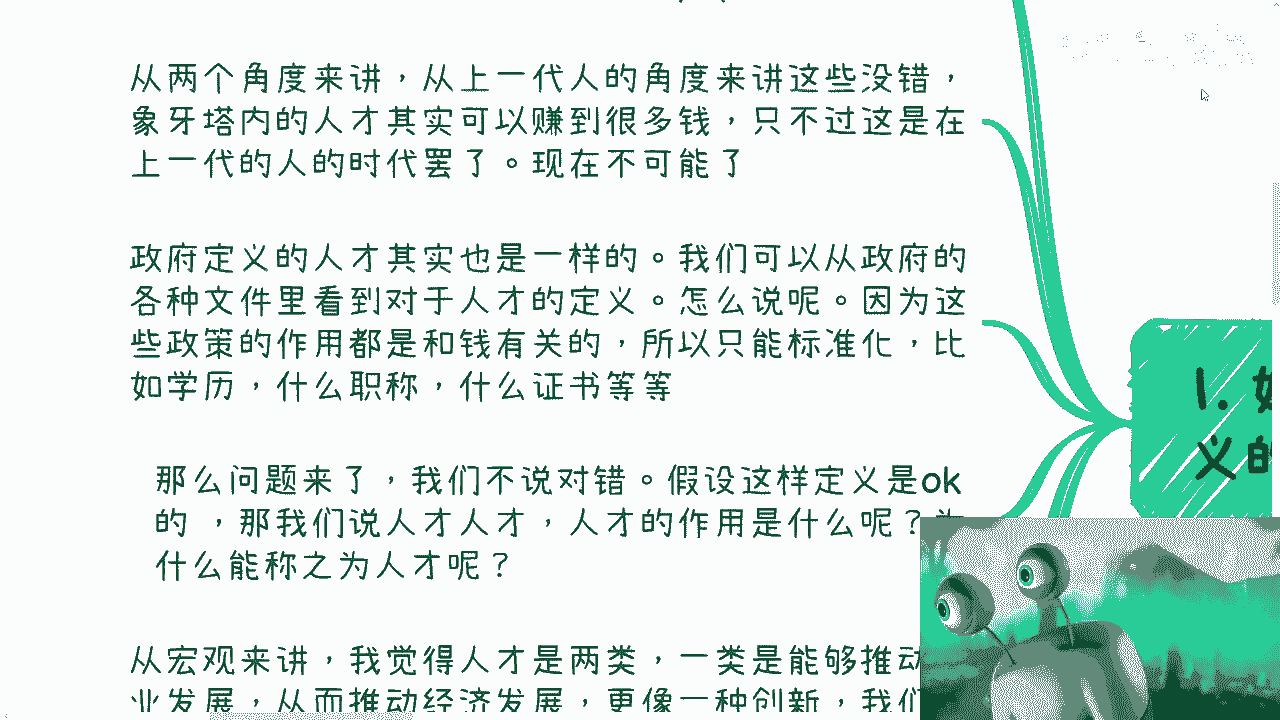 从两个角度来讲，从上一代人的角度来讲这些没错，
象牙塔内的人才其实可以赚到很多钱，只不过这是在
上一代的人的时代罢了。现在不可能了
政府定义的人才其实也是一样的。我们可以从政府的
各种文件里看到对于人才的定义。怎么说呢。因为这
些政策的作用都是和钱有关的，所以只能标准化，比
如学历，什么职称，什么证书等等
那么问题来了，我们不说对错。假设这样定义是ok
的，那我们说人才人才，人才的作用是什么呢？为
什么能称之为人才呢？
从宏观来讲，我觉得人才是两类，一类是能够推动
业发展，从而推动经济发展，更像一种创新，我们
1.
义的